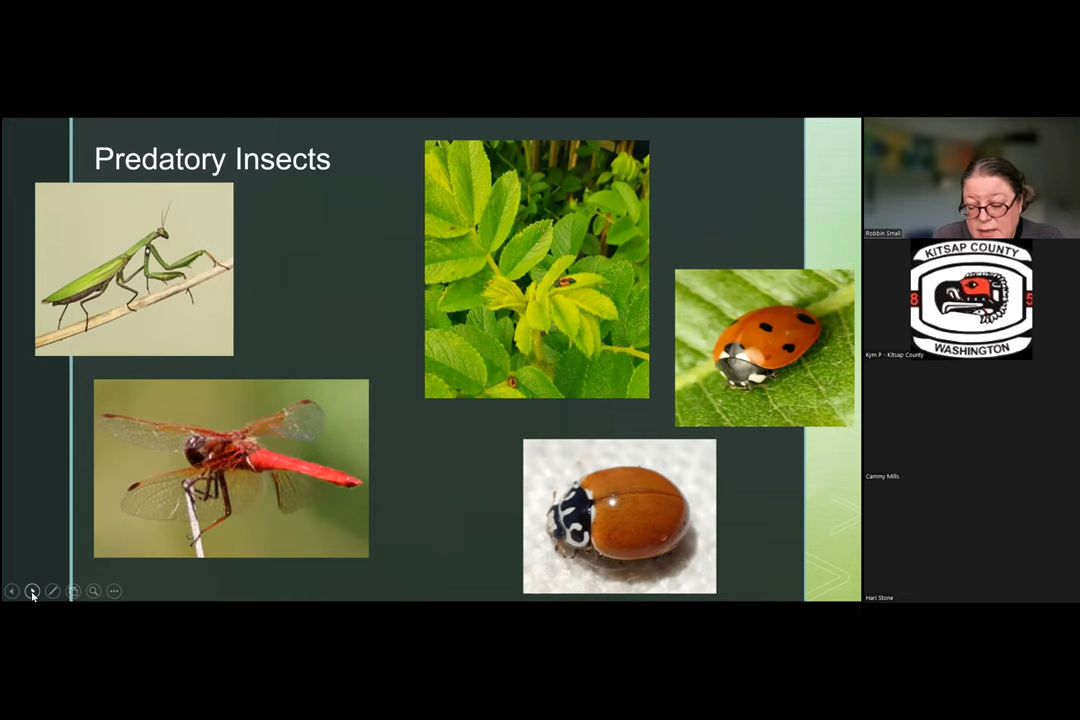 Predatory Insects
Robbin Small
KITSAP COUNTY
8 5
WASHINGTON
Kym P - Kitsap County
Cammy Mills
Hari Stone